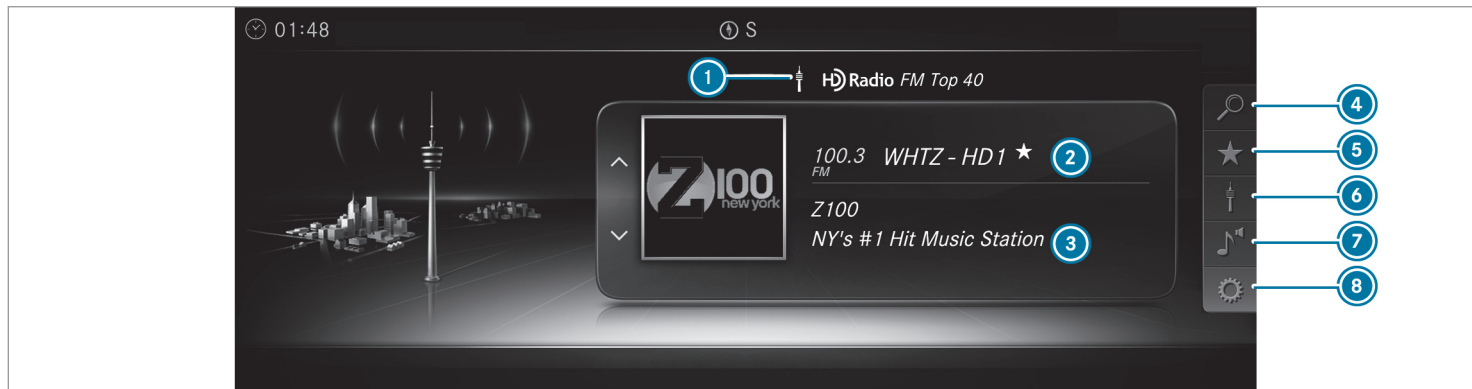 01:48
S
1
HD Radio FM Top 40
4
100.3 WHTZ - HD1 ★ 2
FM
5
Z100 new york
Z100
6
NY's #1 Hit Music Station 3
7
8